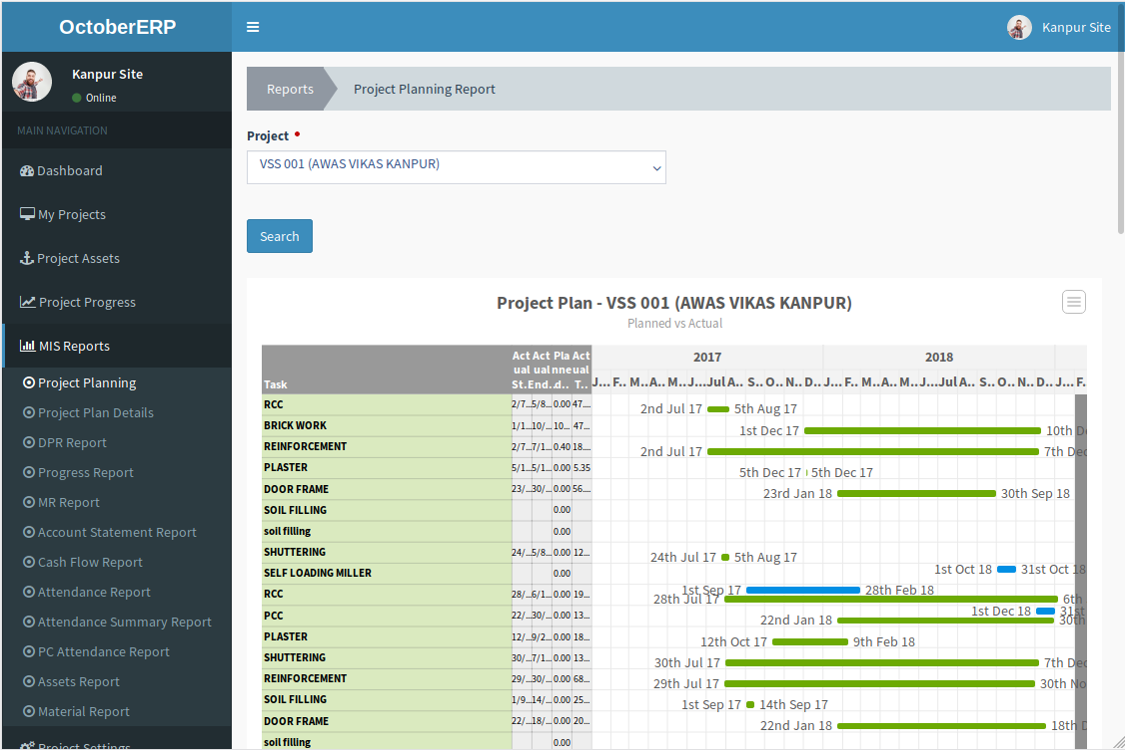 OctoberERP
Kanpur Site
Kanpur Site
Online
MAIN NAVIGATION
Dashboard
My Projects
Project Assets
Project Progress
MIS Reports
Project Planning
Project Plan Details
DPR Report
Progress Report
MR Report
Account Statement Report
Cash Flow Report
Attendance Report
Attendance Summary Report
PC Attendance Report
Assets Report
Material Report
Project Settings
Reports
Project Planning Report
Project •
VSS 001 (AWAS VIKAS KANPUR)
Search
Project Plan - VSS 001 (AWAS VIKAS KANPUR)
Planned vs Actual
Act Act Pla Act
ual ual nne ual
Task St.. End.. d.. T..
2017 2018
J... F.. M.. A.. M.. J... Jul A.. S.. O.. N.. D.. J... F.. M.. A.. M.. J... Jul A.. S.. O.. N.. D.. J... F.
RCC 2/7... 5/8... 0.00 47... 2nd Jul 17 5th Aug 17
BRICK WORK 1/1... 10/... 10... 47... 1st Dec 17 10th D
REINFORCEMENT 2/7... 7/1... 0.40 18... 2nd Jul 17 7th Dec
PLASTER 5/1... 5/1... 0.00 5.35 5th Dec 17 5th Dec 17
DOOR FRAME 23/... 30/... 0.00 56... 23rd Jan 18 30th Sep 18
SOIL FILLING 0.00
soil filling 0.00
SHUTTERING 24/... 5/8... 0.00 12... 24th Jul 17 5th Aug 17
SELF LOADING MILLER 0.00 1st Oct 18 31st Oct 18
1st Sep 17 28th Feb 18
RCC 28/... 6/1... 0.00 19... 28th Jul 17 6th
1st Dec 18 31st
PCC 22/... 30/... 0.00 13... 22nd Jan 18 30th
PLASTER 12/... 9/2... 0.00 18... 12th Oct 17 9th Feb 18
SHUTTERING 30/... 7/1... 0.00 13... 30th Jul 17 7th Dec
REINFORCEMENT 29/... 30/... 0.00 68... 29th Jul 17 30th No
SOIL FILLING 1/9... 14/... 0.00 25... 1st Sep 17 14th Sep 17
DOOR FRAME 22/... 18/... 0.00 20... 22nd Jan 18 18th D
soil filling 0.00